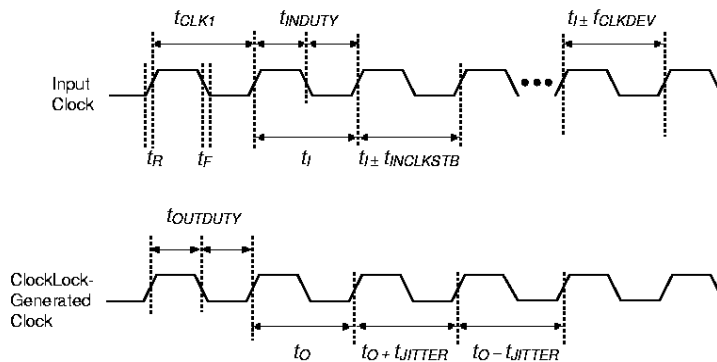 tCLK1 tINDUTY tI ± fCLKDEV
Input
Clock
tR tF tI tI ± tINCLKSTB
tOUTDUTY
ClockLock-
Generated
Clock
tO tO + tJITTER tO – tJITTER